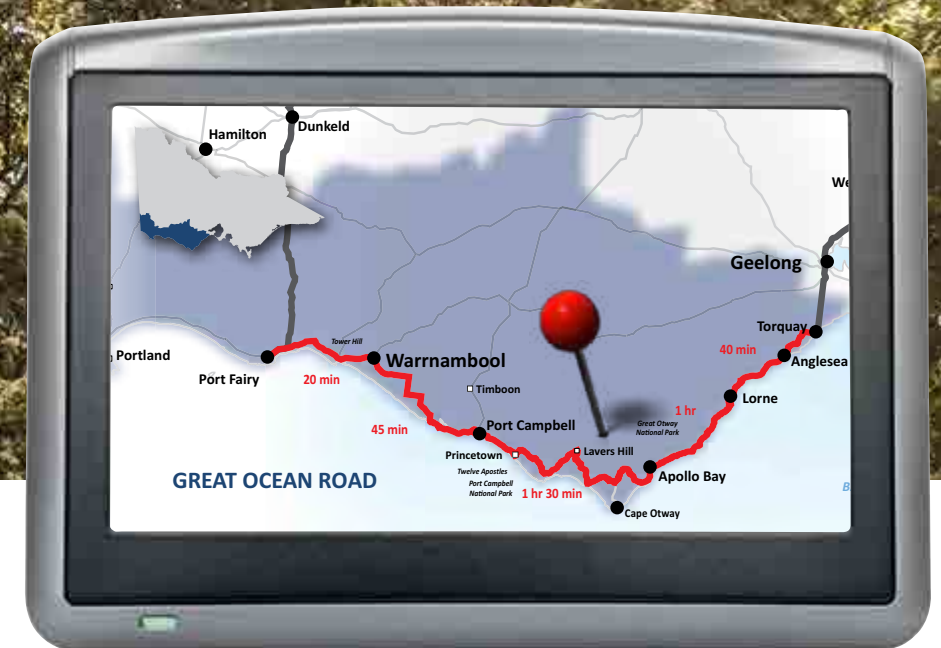 Hamilton
Dunkeld
We
Geelong
Torquay
Tower Hill
40 min
Anglesea
Portland
Warrnambool
Port Fairy
20 min
Timboon
Lorne
1 hr
45 min
Port Campbell
Great Otway
National Park
Princetown
Lavers Hill
Twelve Apostles
Apollo Bay
GREAT OCEAN ROAD
Port Campbell
National Park
1 hr 30 min
B
Cape Otway